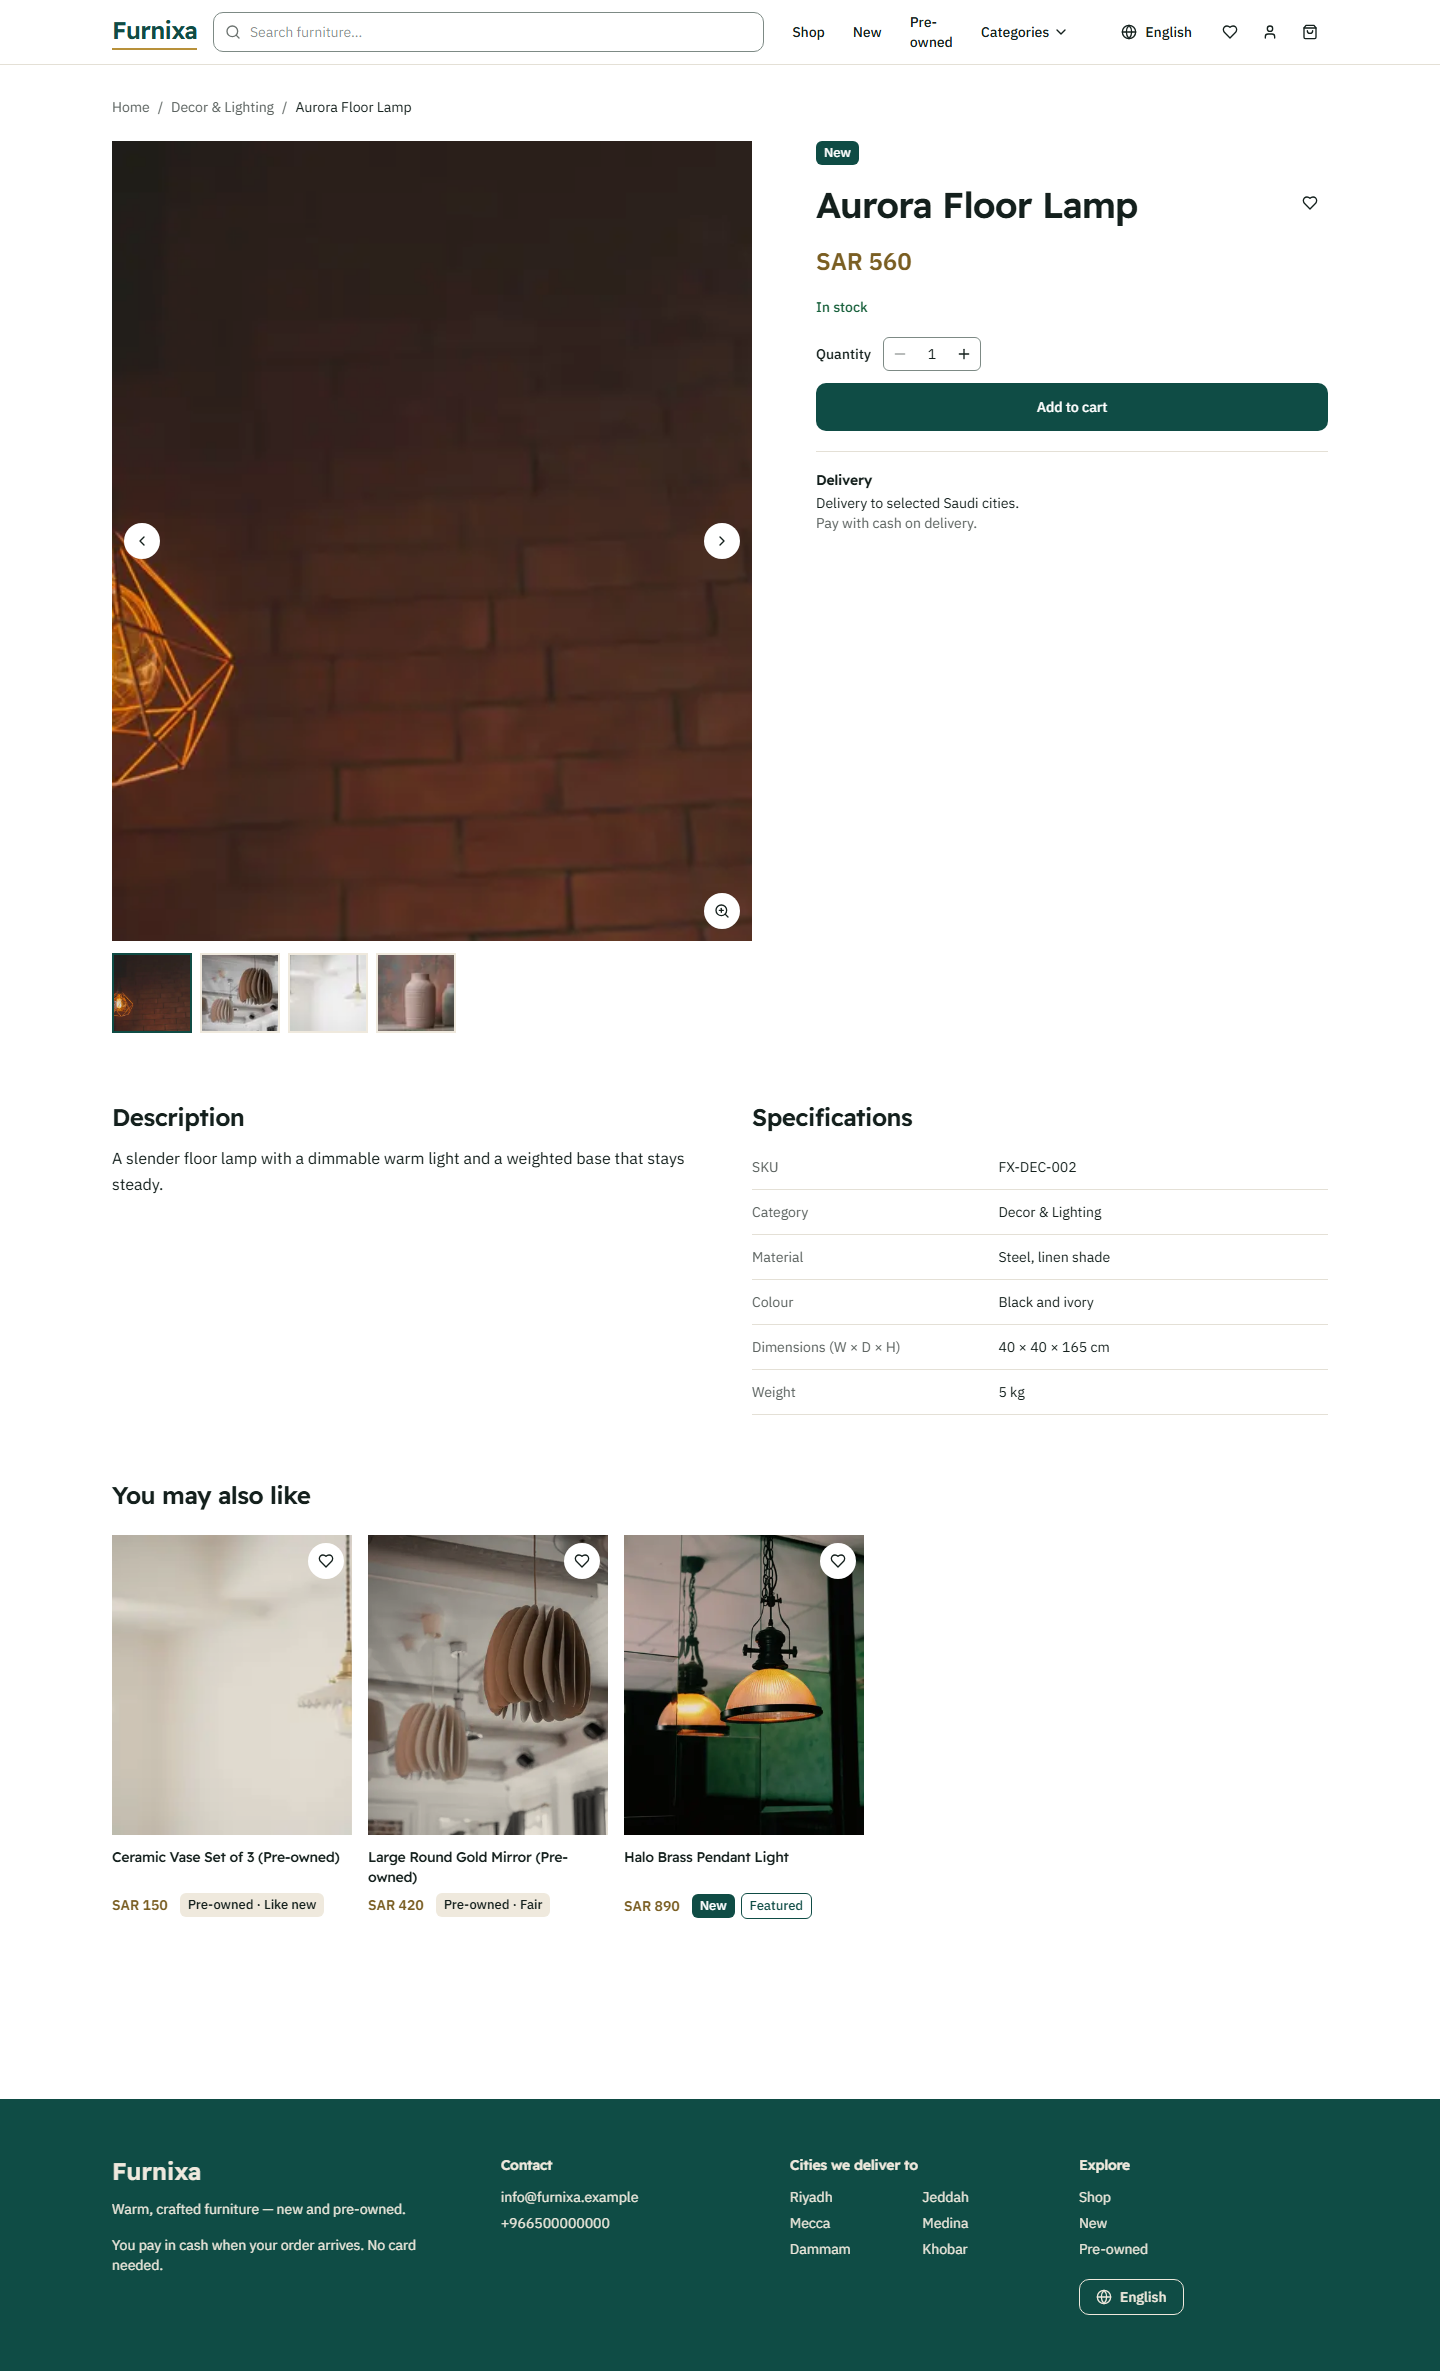 Furnixa
Search furniture...
Shop
New
Pre-
owned
Categories
English
Home / Decor & Lighting / Aurora Floor Lamp
New
Aurora Floor Lamp
SAR 560
In stock
Quantity
1
Add to cart
Delivery
Delivery to selected Saudi cities.
Pay with cash on delivery.
Description
A slender floor lamp with a dimmable warm light and a weighted base that stays
steady.
Specifications
SKU FX-DEC-002
Category Decor & Lighting
Material Steel, linen shade
Colour Black and ivory
Dimensions (W × D × H) 40 × 40 × 165 cm
Weight 5 kg
You may also like
Ceramic Vase Set of 3 (Pre-owned)
SAR 150 Pre-owned · Like new
Large Round Gold Mirror (Pre-
owned)
SAR 420 Pre-owned · Fair
Halo Brass Pendant Light
SAR 890 New Featured
Furnixa
Warm, crafted furniture — new and pre-owned.
You pay in cash when your order arrives. No card
needed.
Contact
info@furnixa.example
+966500000000
Cities we deliver to
Riyadh Jeddah
Mecca Medina
Dammam Khobar
Explore
Shop
New
Pre-owned
English